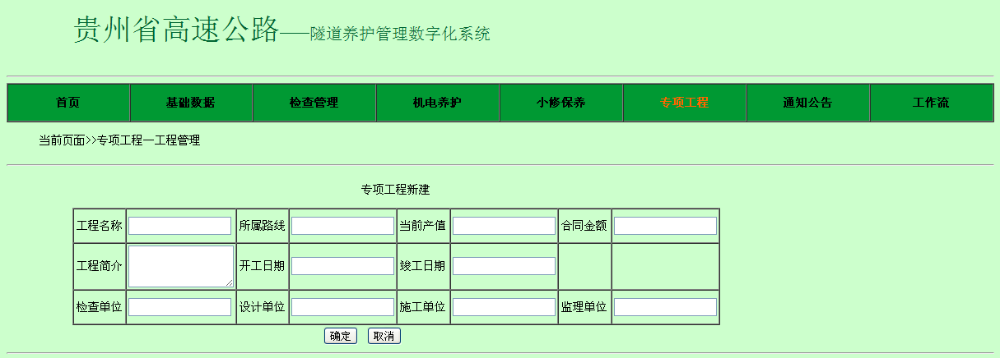 贵州省高速公路——隧道养护管理数字化系统
首页 基础数据 检查管理 机电养护 小修保养 专项工程 通知公告 工作流
当前页面>>专项工程—工程管理
专项工程新建
工程名称 所属路线 当前产值 合同金额
工程简介 开工日期 竣工日期
检查单位 设计单位 施工单位 监理单位
确定 取消